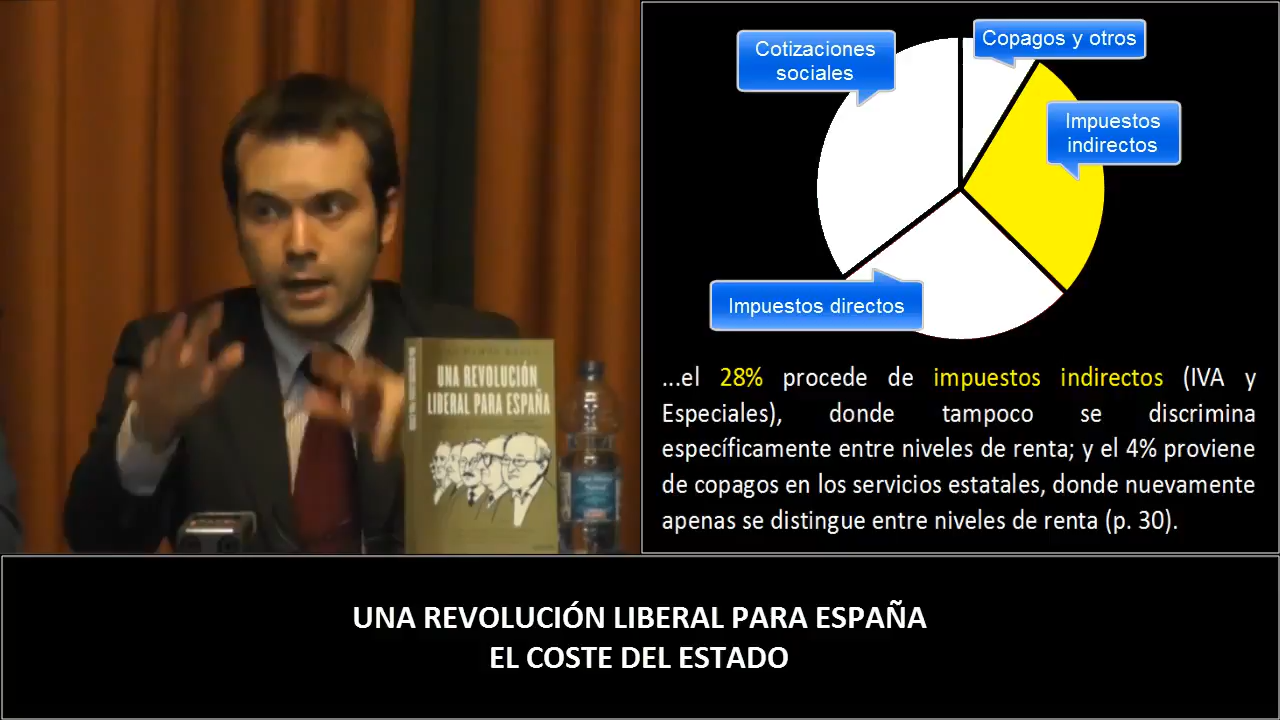 Cotizaciones
sociales
Copagos y otros
Impuestos
indirectos
Impuestos directos
UNA REVOLUCIÓN
LIBERAL PARA ESPAÑA
...el 28% procede de impuestos indirectos (IVA y
Especiales), donde tampoco se discrimina
específicamente entre niveles de renta; y el 4% proviene
de copagos en los servicios estatales, donde nuevamente
apenas se distingue entre niveles de renta (p. 30).
UNA REVOLUCIÓN LIBERAL PARA ESPAÑA
EL COSTE DEL ESTADO